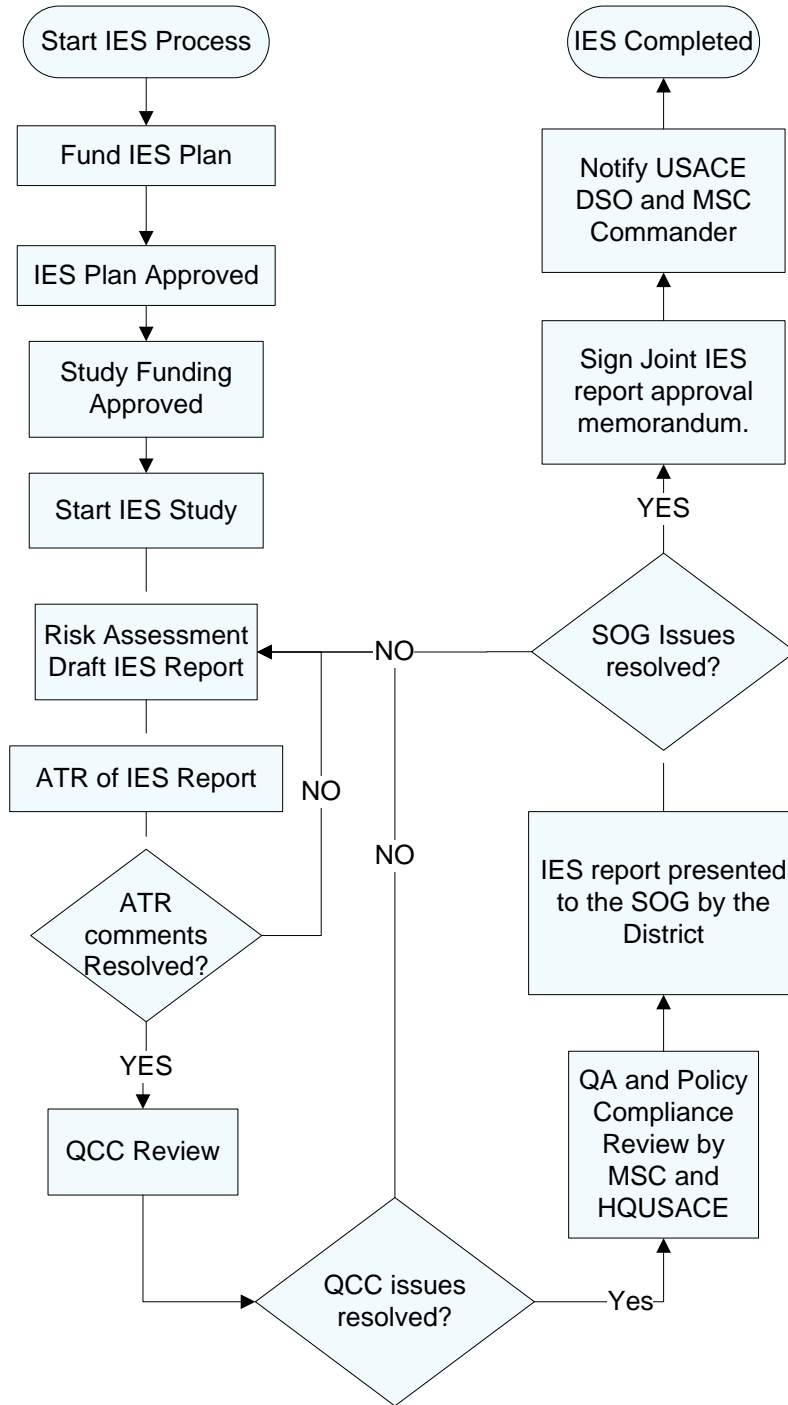 Start IES Process
Fund IES Plan
IES Plan Approved
Study Funding
Approved
Start IES Study
Risk Assessment
Draft IES Report
ATR of IES Report
NO
ATR
comments
Resolved?
YES
QCC Review
QCC issues
resolved?
NO
NO
Yes
QA and Policy
Compliance
Review by
MSC and
HQUSACE
IES report presented
to the SOG by the
District
SOG Issues
resolved?
YES
Sign Joint IES
report approval
memorandum.
Notify USACE
DSO and MSC
Commander
IES Completed